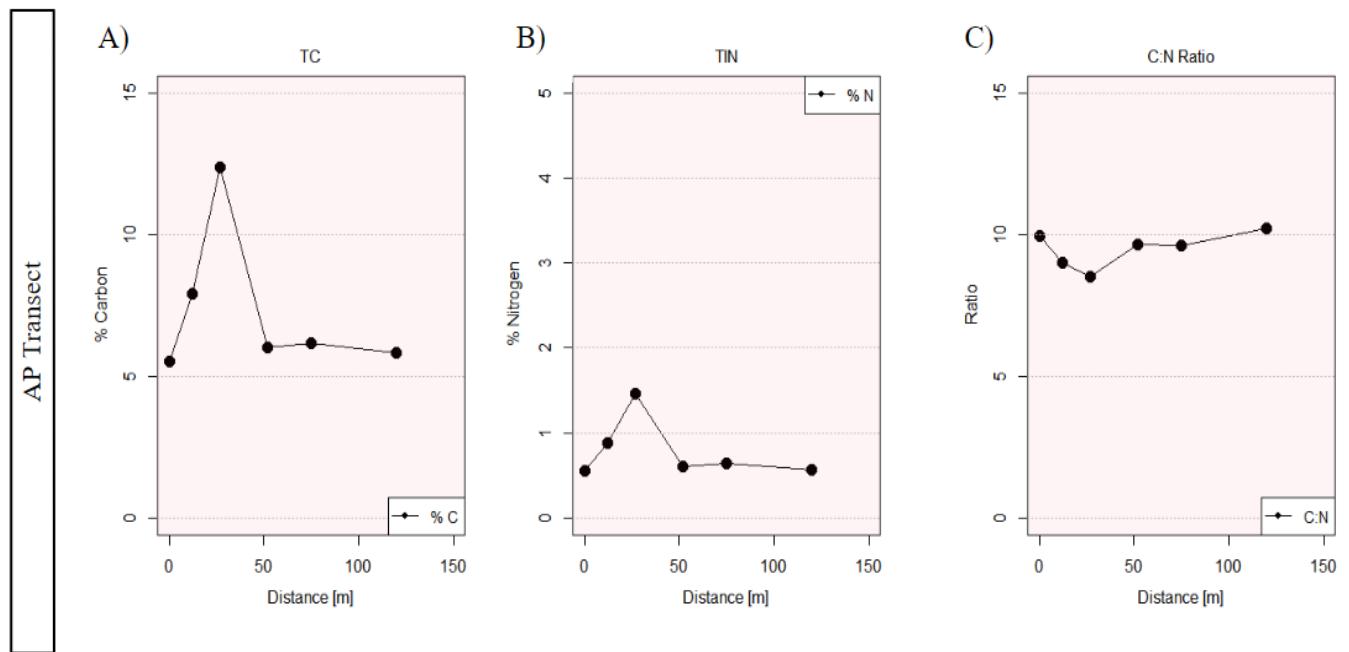 AP Transect
A)
TC
15
10
5
0
% Carbon
% C
0 50 100 150
Distance [m]
B)
TIN
5
4
3
2
1
0
% Nitrogen
% N
0 50 100 150
Distance [m]
C)
C:N Ratio
15
10
5
0
Ratio
C:N
0 50 100 150
Distance [m]